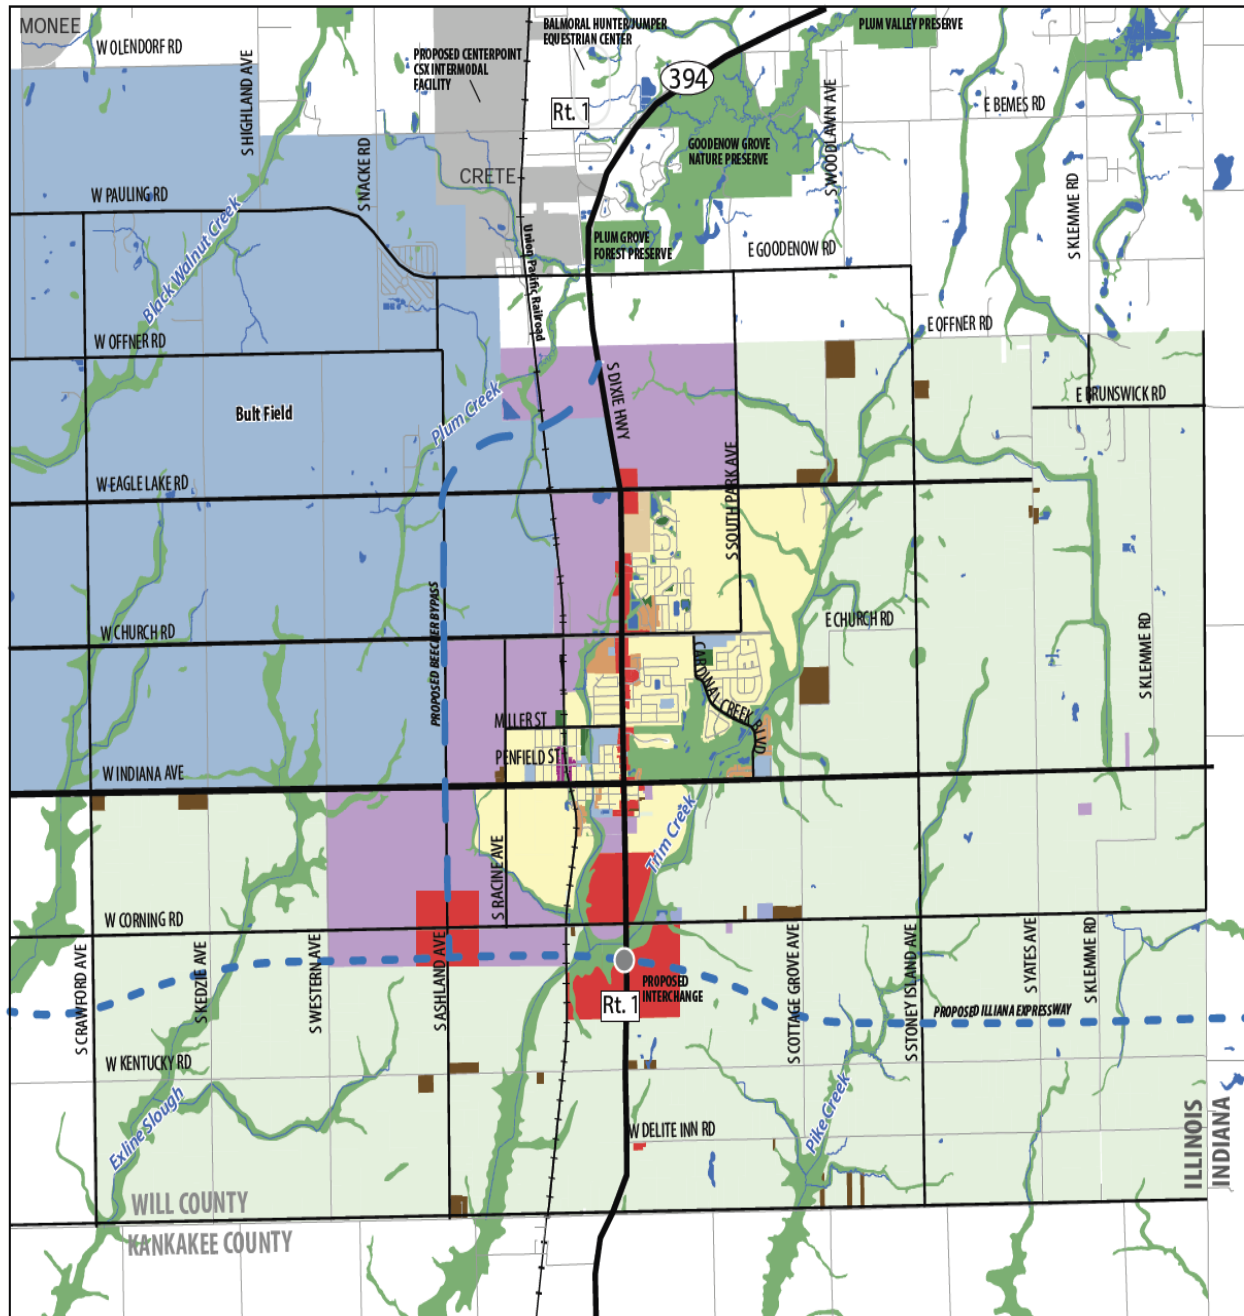 MONEE
W OLENDORF RD
S HIGHLAND AVE
PROPOSED CENTERPOINT
CSX INTERMODAL
FACILITY
BALMORAL HUNTER JUMPER
EQUESTRIAN CENTER
PLUM VALLEY PRESERVE
394
Rt. 1
E BEMES RD
S WOODLAWN AVE
GOODENOW GROVE
NATURE PRESERVE
S NACKE RD
CRETE
W PAULING RD
S KLEMME RD
Black Walnut Creek
Union Pacific Railroad
PLUM GROVE
FOREST PRESERVE
E GOODENOW RD
W OFFNER RD
E OFFNER RD
S DIXIE HWY
E BRUNSWICK RD
Bult Field
Plum Creek
W EAGLE LAKE RD
S SOUTH PARK AVE
PROPOSED BEECHER BYPASS
W CHURCH RD
E CHURCH RD
S KLEMME RD
CARDINAL CREEK BLVD
MILLER ST
PENFIELD ST
W INDIANA AVE
Trim Creek
S RACINE AVE
W CORNING RD
S CRAWFORD AVE
S KEDZIE AVE
S WESTERN AVE
S ASHLAND AVE
S COTTAGE GROVE AVE
S STONEY ISLAND AVE
S YATES AVE
S KLEMME RD
PROPOSED
INTERCHANGE
Rt. 1
PROPOSED ILLIANA EXPRESSWAY
W KENTUCKY RD
Exline Slough
Pike Creek
W DELITE INN RD
ILLINOIS
INDIANA
WILL COUNTY
KANKAKEE COUNTY